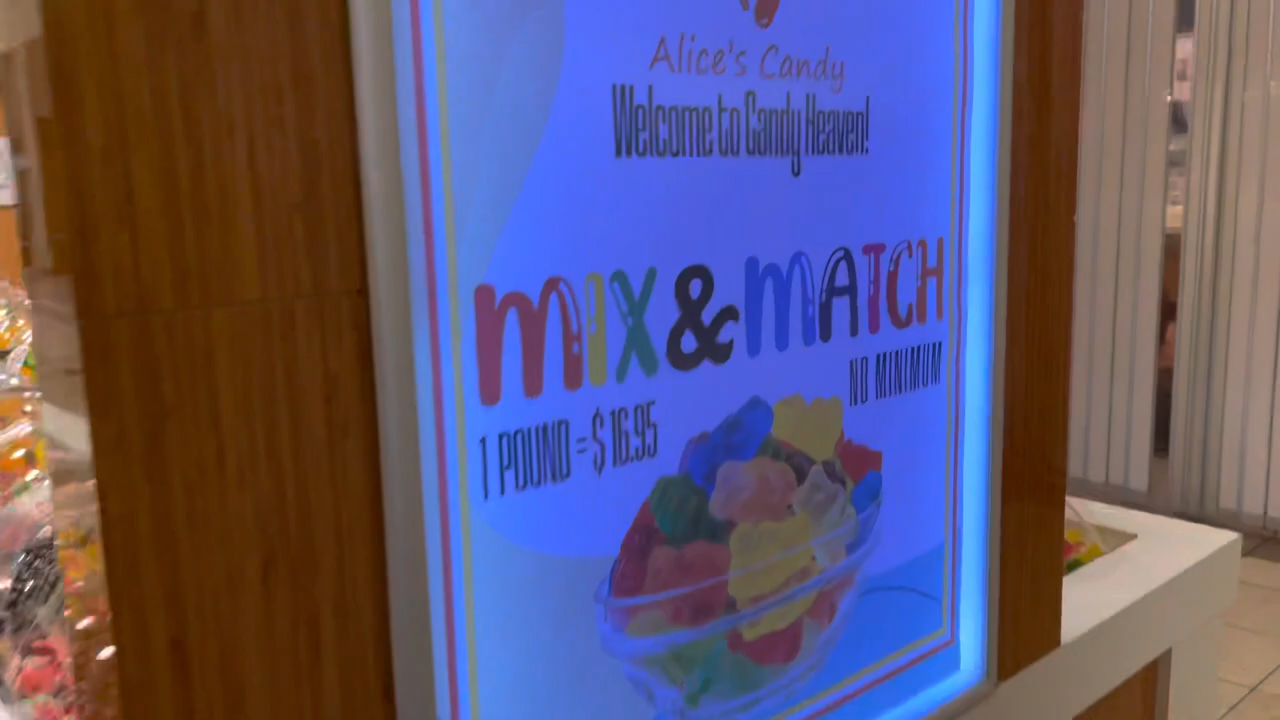 Alice's Candy
Welcome to Candy Heaven!
MIX & MATCH
NO MINIMUM
1 POUND = $ 16.95